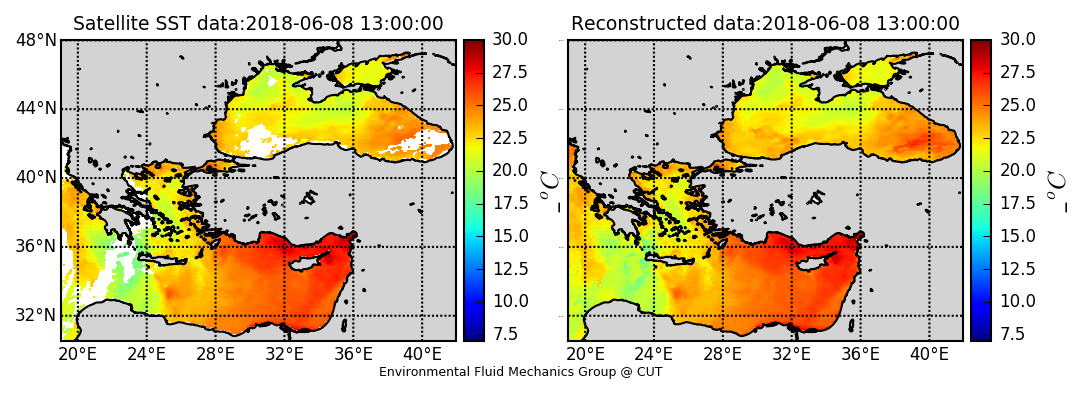 Satellite SST data:2018-06-08 13:00:00
48°N
44°N
40°N
36°N
32°N
20°E 24°E 28°E 32°E 36°E 40°E
30.0
27.5
25.0
22.5
20.0
17.5
15.0
12.5
10.0
7.5
_ °C
Reconstructed data:2018-06-08 13:00:00
20°E 24°E 28°E 32°E 36°E 40°E
30.0
27.5
25.0
22.5
20.0
17.5
15.0
12.5
10.0
7.5
_ °C
Environmental Fluid Mechanics Group @ CUT